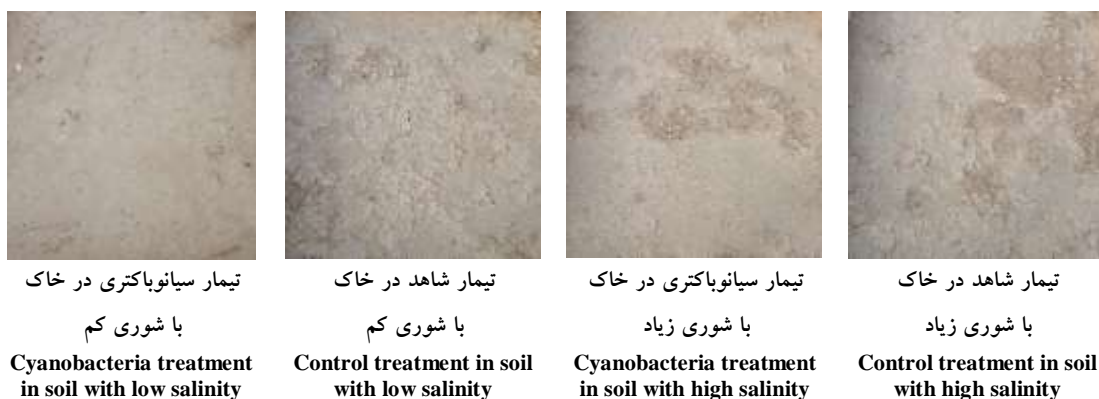 تیمار سیانوباکتری در خاک
با شوری کم
Cyanobacteria treatment
in soil with low salinity
تیمار شاهد در خاک
با شوری کم
Control treatment in soil
with low salinity
تیمار سیانوباکتری در خاک
با شوری زیاد
Cyanobacteria treatment
in soil with high salinity
تیمار شاهد در خاک
با شوری زیاد
Control treatment in soil
with high salinity